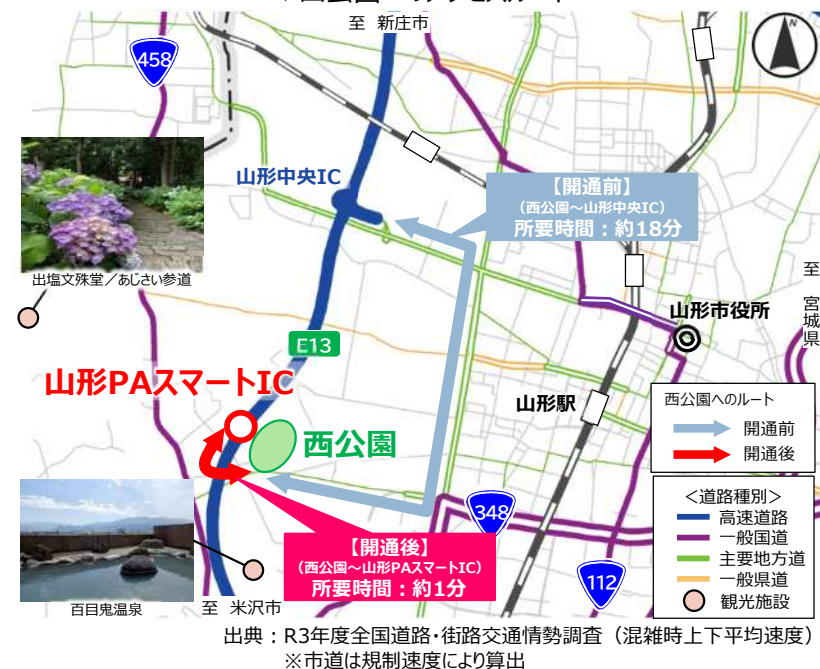 至 新庄市
N
458
山形中央IC
【開通前】
(西公園～山形中央IC)
所要時間：約18分
出塩文殊堂／あじさい参道
至 宮城県
山形市役所
E13
山形PAスマートIC
山形駅
西公園
西公園へのルート
開通前
開通後
348
＜道路種別＞
高速道路
一般国道
主要地方道
一般県道
観光施設
【開通後】
(西公園～山形PAスマートIC)
所要時間：約1分
112
百目鬼温泉
至 米沢市
出典：R3年度全国道路・街路交通情勢調査（混雑時上下平均速度）
※市道は規制速度により算出